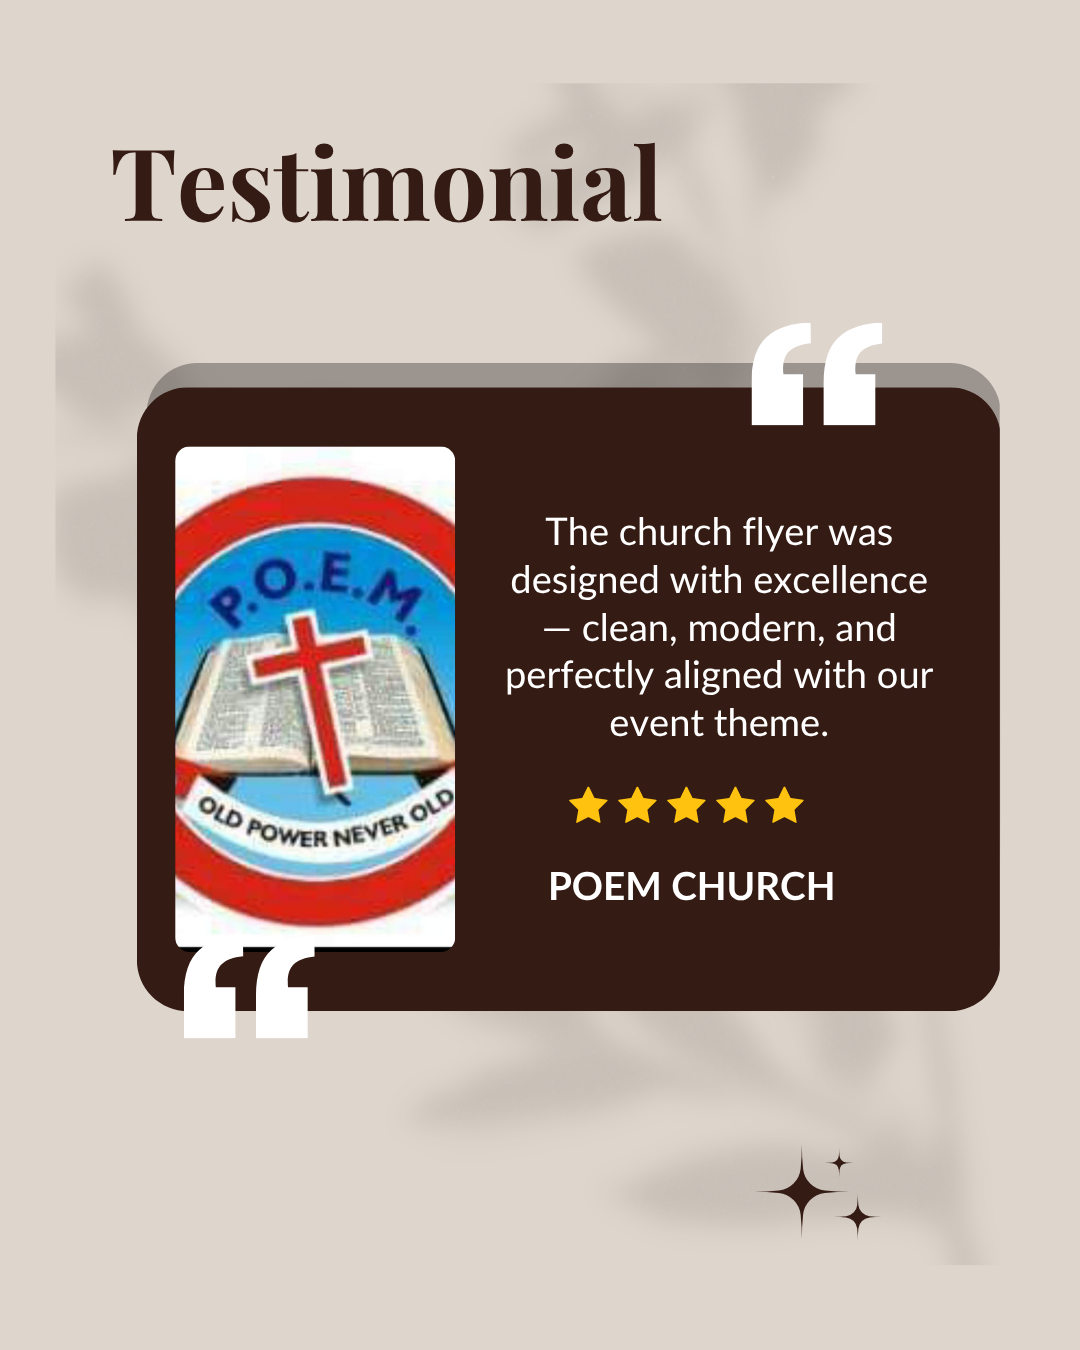 Testimonial
P.O.E.M.
OLD POWER NEVER OLD
The church flyer was
designed with excellence
— clean, modern, and
perfectly aligned with our
event theme.
POEM CHURCH